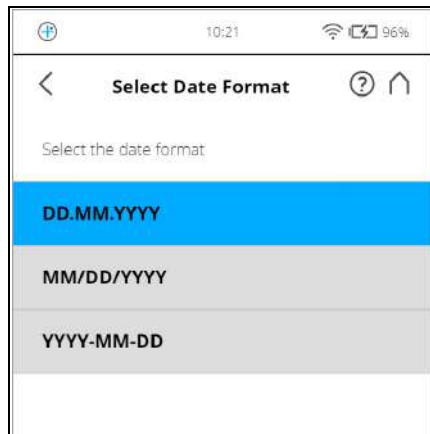 10:21 96%
Select Date Format
Select the date format
DD.MM.YYYY
MM/DD/YYYY
YYYY-MM-DD